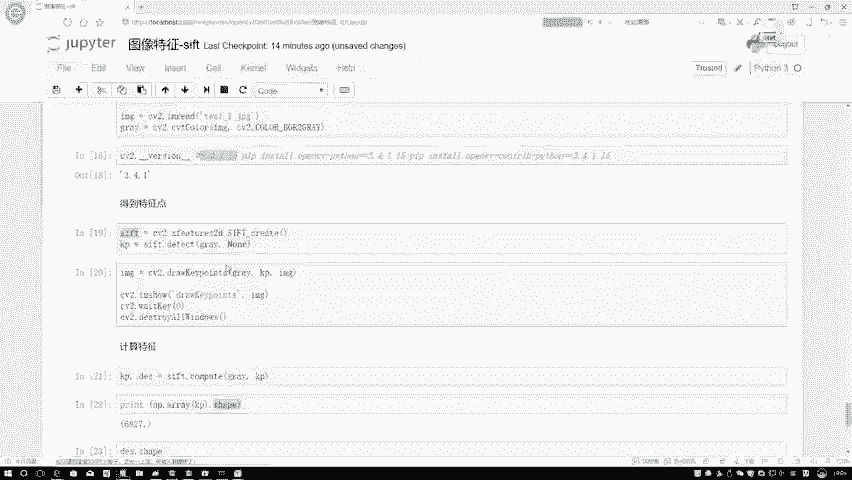 jupyter 图像特征-sift Last Checkpoint: 14 minutes ago (unsaved changes)
File Edit View Insert Cell Kernel Widgets Help
Trusted Python 3
Code
img = cv2.imread('test_1.jpg')
gray = cv2.cvtColor(img, cv2.COLOR_BGR2GRAY)
In [18]: cv2.__version__ pip install opencv-python==3.4.1.15 pip install opencv-contrib-python==3.4.1.15
Out[18]: '3.4.1'
得到特征点
In [19]: sift = cv2.xfeatures2d.SIFT_create()
kp = sift.detect(gray, None)
In [20]: img = cv2.drawKeypoints(gray, kp, img)
cv2.imshow('drawKeypoints', img)
cv2.waitKey(0)
cv2.destroyAllWindows()
计算特征
In [21]: kp, des = sift.compute(gray, kp)
In [22]: print (np.array(kp).shape)
(6827,)
In [23]: des.shape